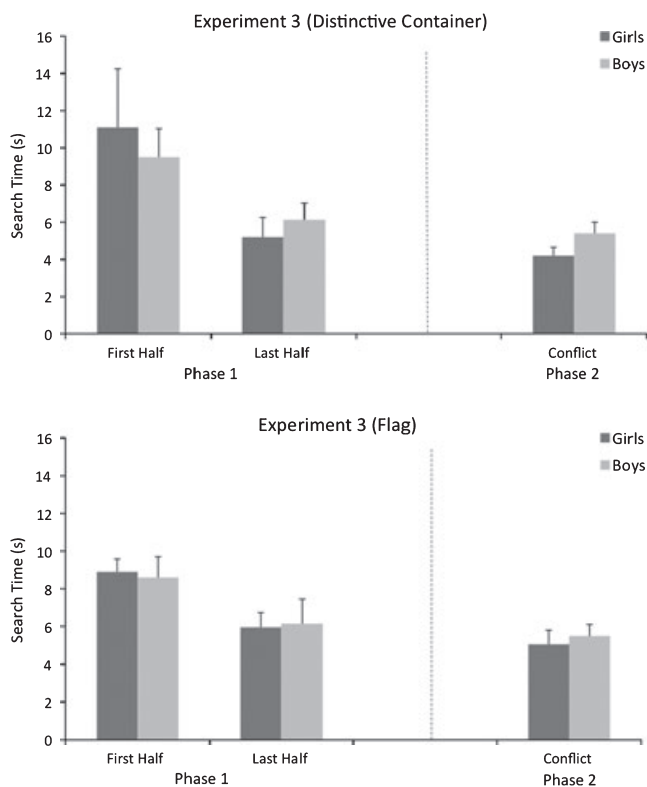 Experiment 3 (Distinctive Container)
Girls
Boys
16
14
12
10
8
6
4
2
0
Search Time (s)
First Half
Last Half
Conflict
Phase 1
Phase 2
Experiment 3 (Flag)
Girls
Boys
16
14
12
10
8
6
4
2
0
Search Time (s)
First Half
Last Half
Conflict
Phase 1
Phase 2